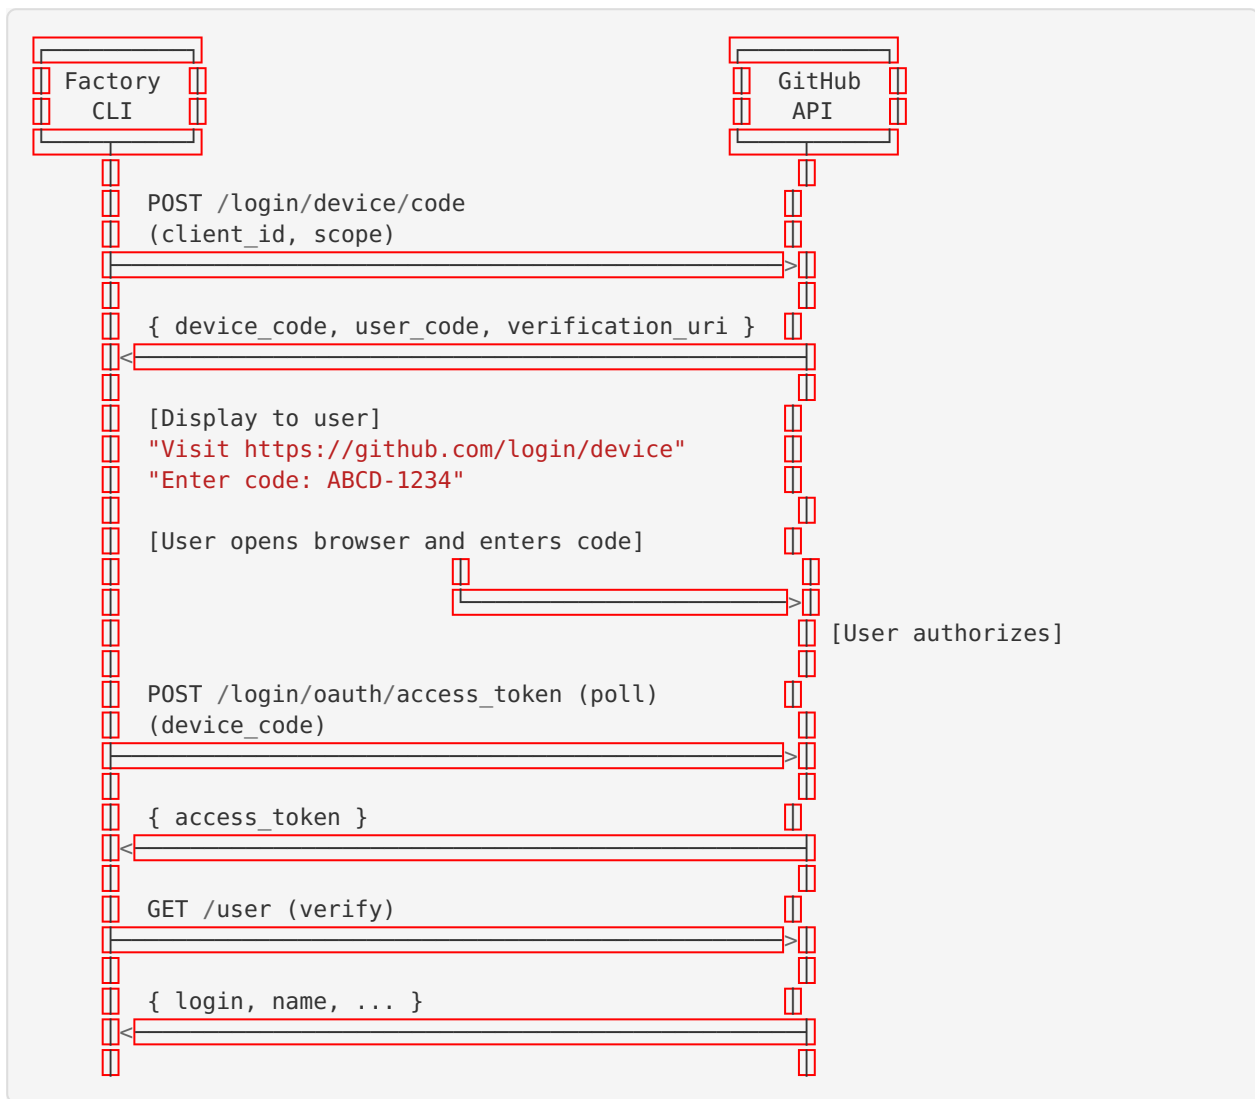 Factory GitHub
CLI API
POST /login/device/code
(client_id, scope)
>
{ device_code, user_code, verification_uri }
<
[Display to user]
"Visit https://github.com/login/device"
"Enter code: ABCD-1234"
[User opens browser and enters code]
>
[User authorizes]
POST /login/oauth/access_token (poll)
(device_code)
>
{ access_token }
<
GET /user (verify)
>
{ login, name, ... }
<